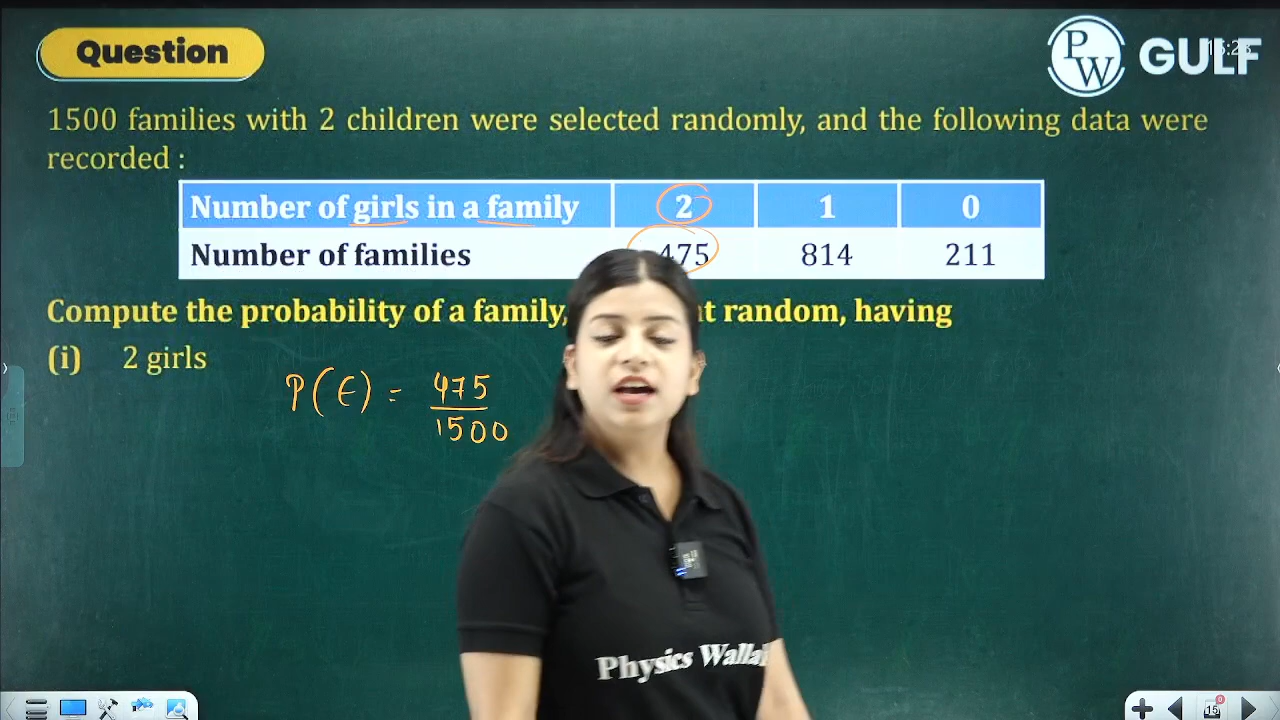 Question
PW GULF
1500 families with 2 children were selected randomly, and the following data were
recorded :
Number of girls in a family 2 1 0
Number of families 475 814 211
Compute the probability of a family, at random, having
(i) 2 girls
P(E) = 475
1500
Physics Walla
15